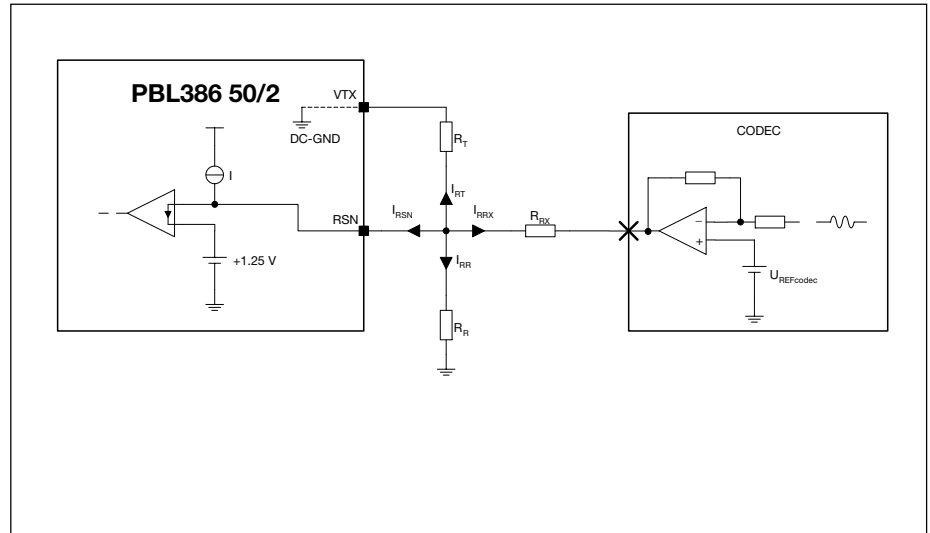 PBL386 50/2
VTX
DC-GND
R_T
CODEC
I
I_RT
RSN
I_RSN
I_RRX
R_RX
− 
+
+1.25 V
I_RR
U_REFcodec
R_R